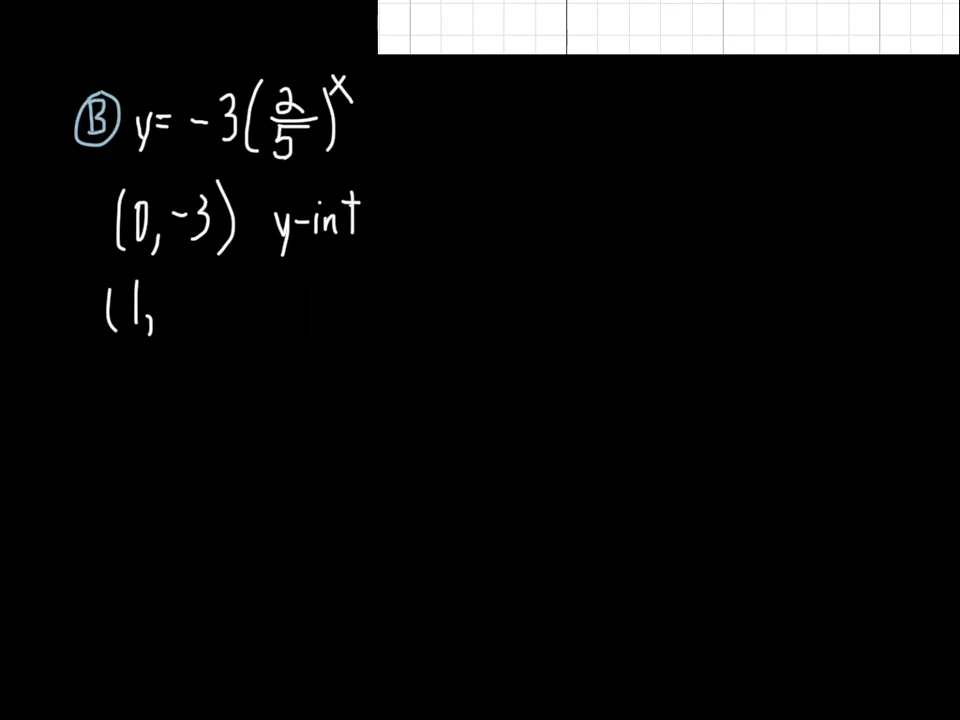 B y = -3(2/5)^x
(0, -3) y-int
(1,